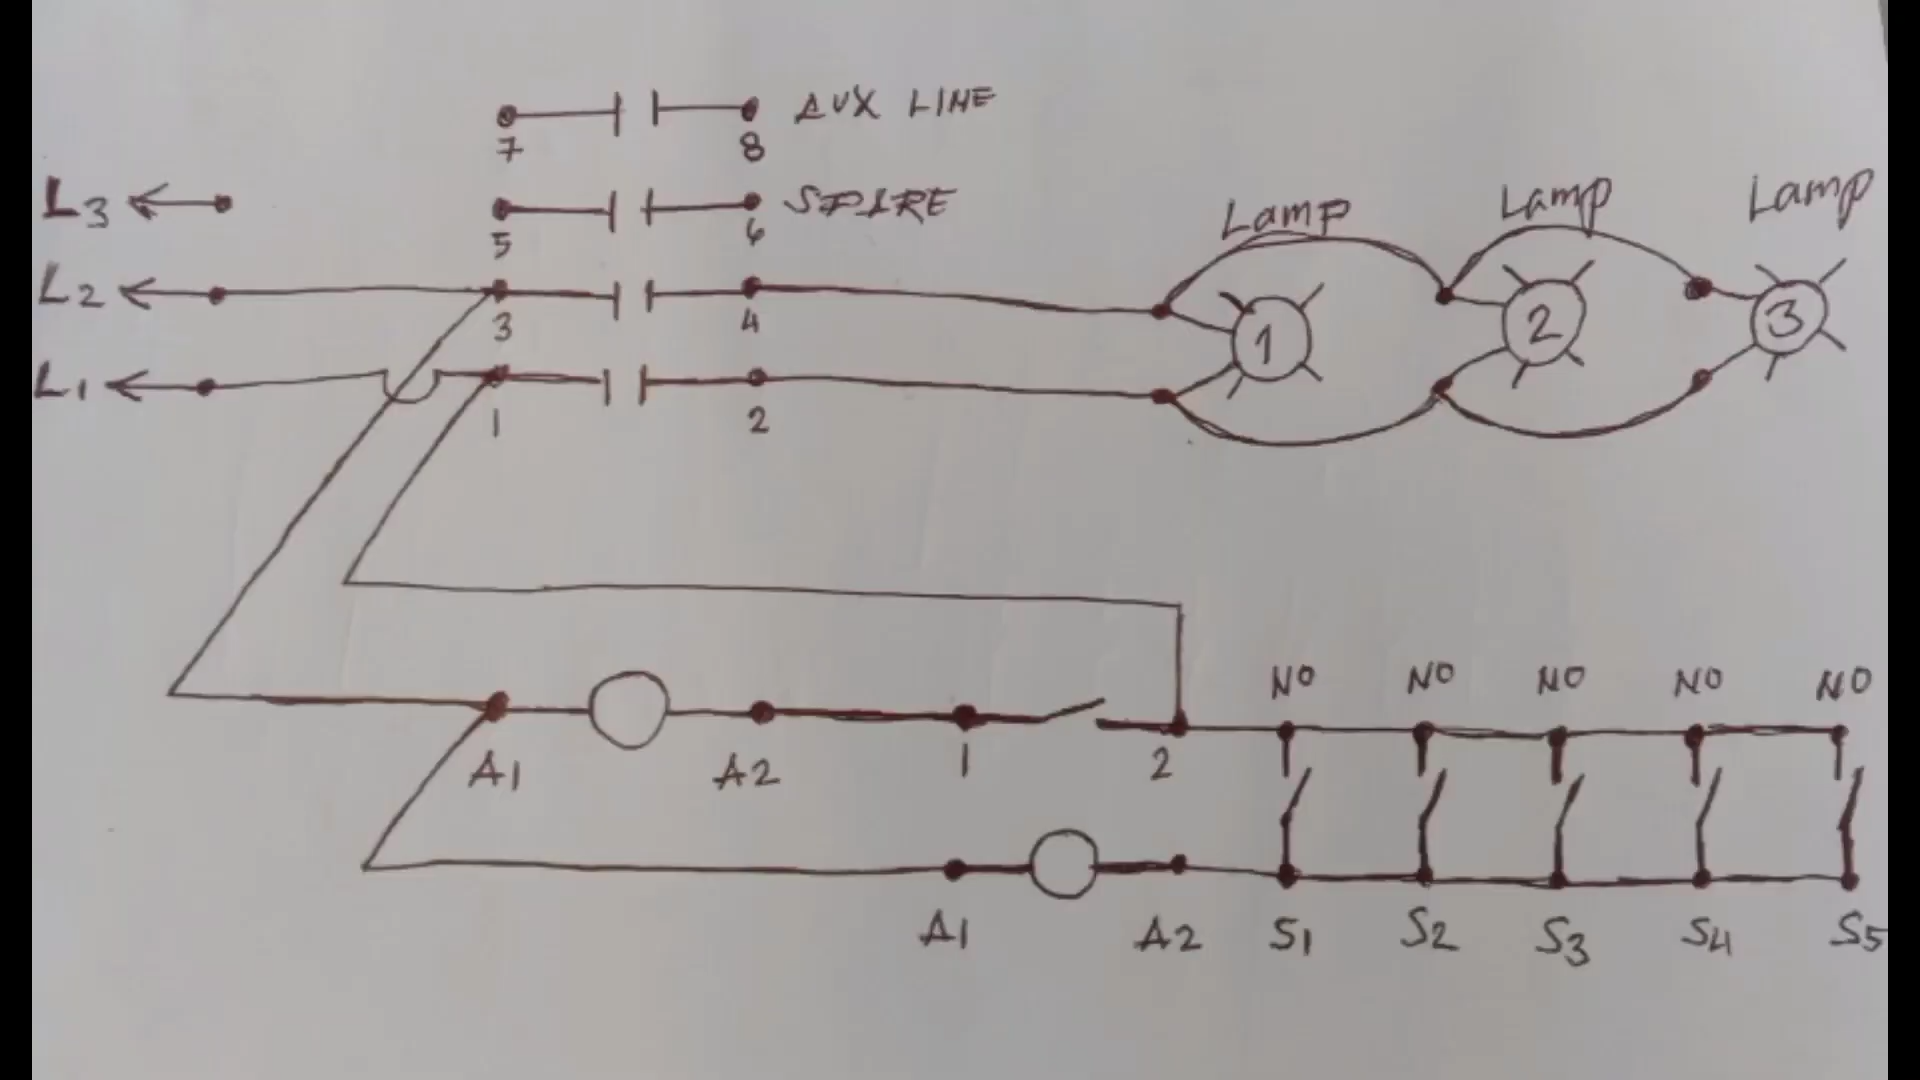 AUX LINE
7 8
L3 SPARE
5 6
Lamp Lamp Lamp
L2
3 4
1 2 3
L1
1 2
NO NO NO NO NO
A1 A2 1 2
A1 A2 S1 S2 S3 S4 S5